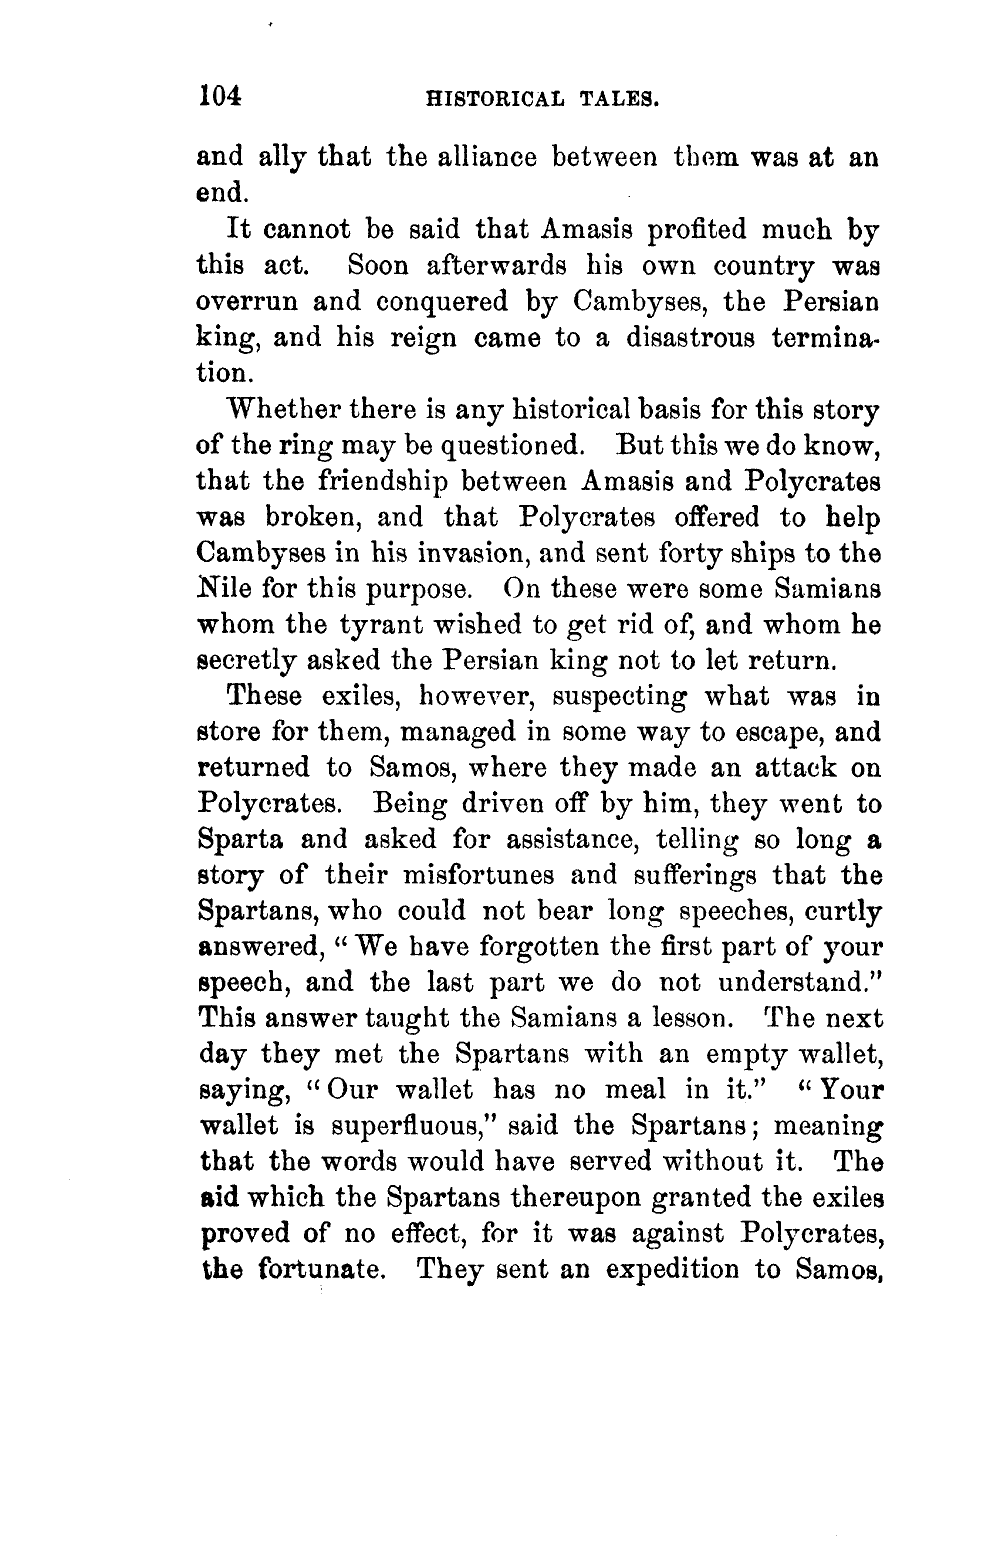 104 HISTORICAL TALES.
and ally that the alliance between them was at an
end.
It cannot be said that Amasis profited much by
this act. Soon afterwards his own country was
overrun and conquered by Cambyses, the Persian
king, and his reign came to a disastrous termina-
tion.
Whether there is any historical basis for this story
of the ring may be questioned. But this we do know,
that the friendship between Amasis and Polycrates
was broken, and that Polycrates offered to help
Cambyses in his invasion, and sent forty ships to the
Nile for this purpose. On these were some Samians
whom the tyrant wished to get rid of, and whom he
secretly asked the Persian king not to let return.
These exiles, however, suspecting what was in
store for them, managed in some way to escape, and
returned to Samos, where they made an attack on
Polycrates. Being driven off by him, they went to
Sparta and asked for assistance, telling so long a
story of their misfortunes and sufferings that the
Spartans, who could not bear long speeches, curtly
answered, “We have forgotten the first part of your
speech, and the last part we do not understand.”
This answer taught the Samians a lesson. The next
day they met the Spartans with an empty wallet,
saying, “Our wallet has no meal in it.” “Your
wallet is superfluous,” said the Spartans; meaning
that the words would have served without it. The
aid which the Spartans thereupon granted the exiles
proved of no effect, for it was against Polycrates,
the fortunate. They sent an expedition to Samos,